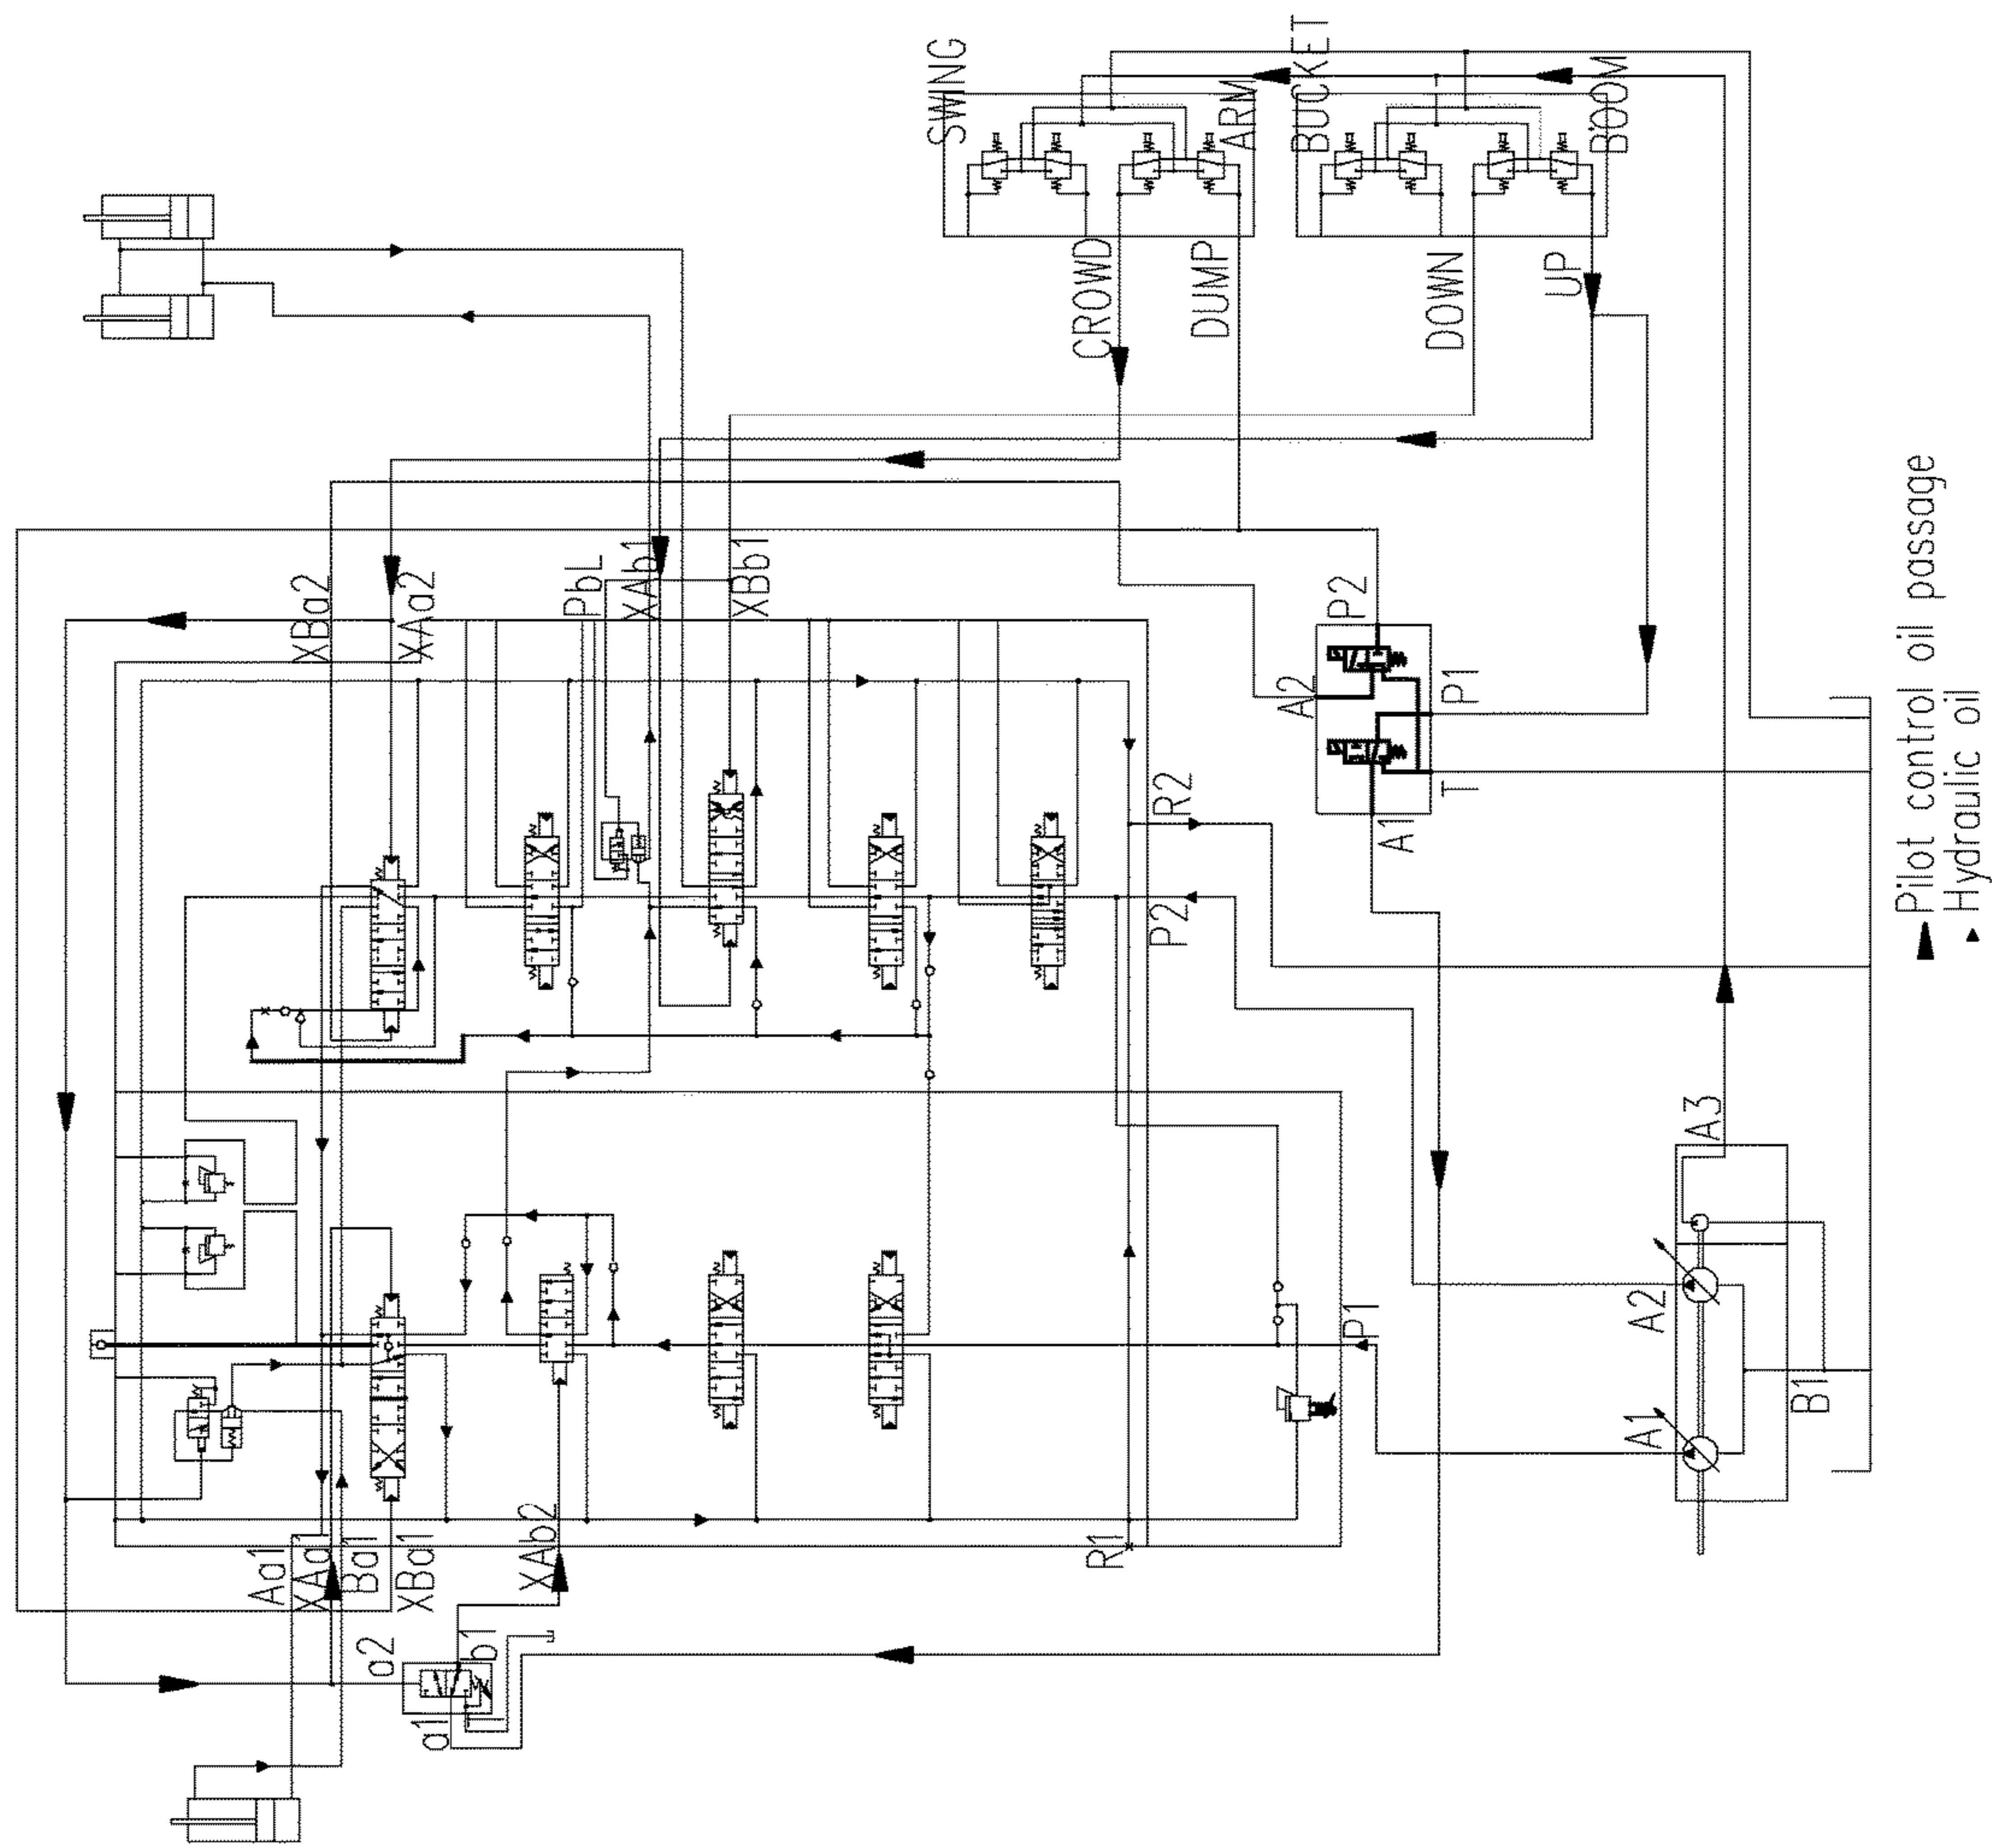 SWING
ARM
BUCKET
BOOM
CROWD
DUMP
DOWN
UP
XBa2
XAa2
PbL
XAb1
XBb1
A2
P2
P1
T
A1
R2
P2
P1
R1
Aa1
XAa1
Ba1
XBa1
XAb2
a2
b1
a1
T
A3
A2
A1
B1
Pilot control oil passage
Hydraulic oil